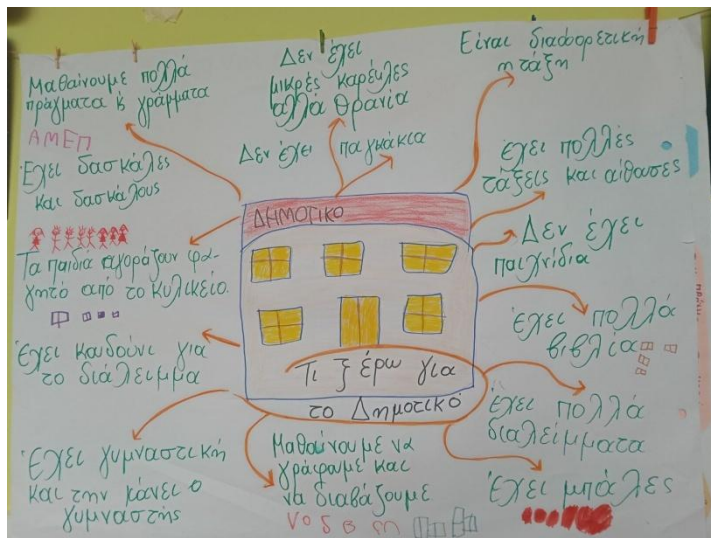 Μαθαίνουμε πολλά
πράγματα & γράμματα
ΑΜΕΠ
Έχει δασκάλες
και δασκάλους
Τα παιδιά αγοράζουν φα-
γητό από το κυλικείο.
Έχει κουδούνι για
το διάλειμμα
Έχει γυμναστική
και την κάνει ο
γυμναστής
Δεν έχει
μικρές καρέκλες
αλλά θρανία
Δεν έχει παγκάκια
Είναι διαφορετική
η τάξη
Έχει πολλές
τάξεις και αίθουσες
Δεν έχει
παιχνίδια
Έχει πολλά
βιβλία
Έχει πολλά
διαλείμματα
Έχει μπάλες
ΔΗΜΟΤΙΚΟ
Τι ξέρω για
το Δημοτικό
Μαθαίνουμε να
γράφουμε και
να διαβάζουμε